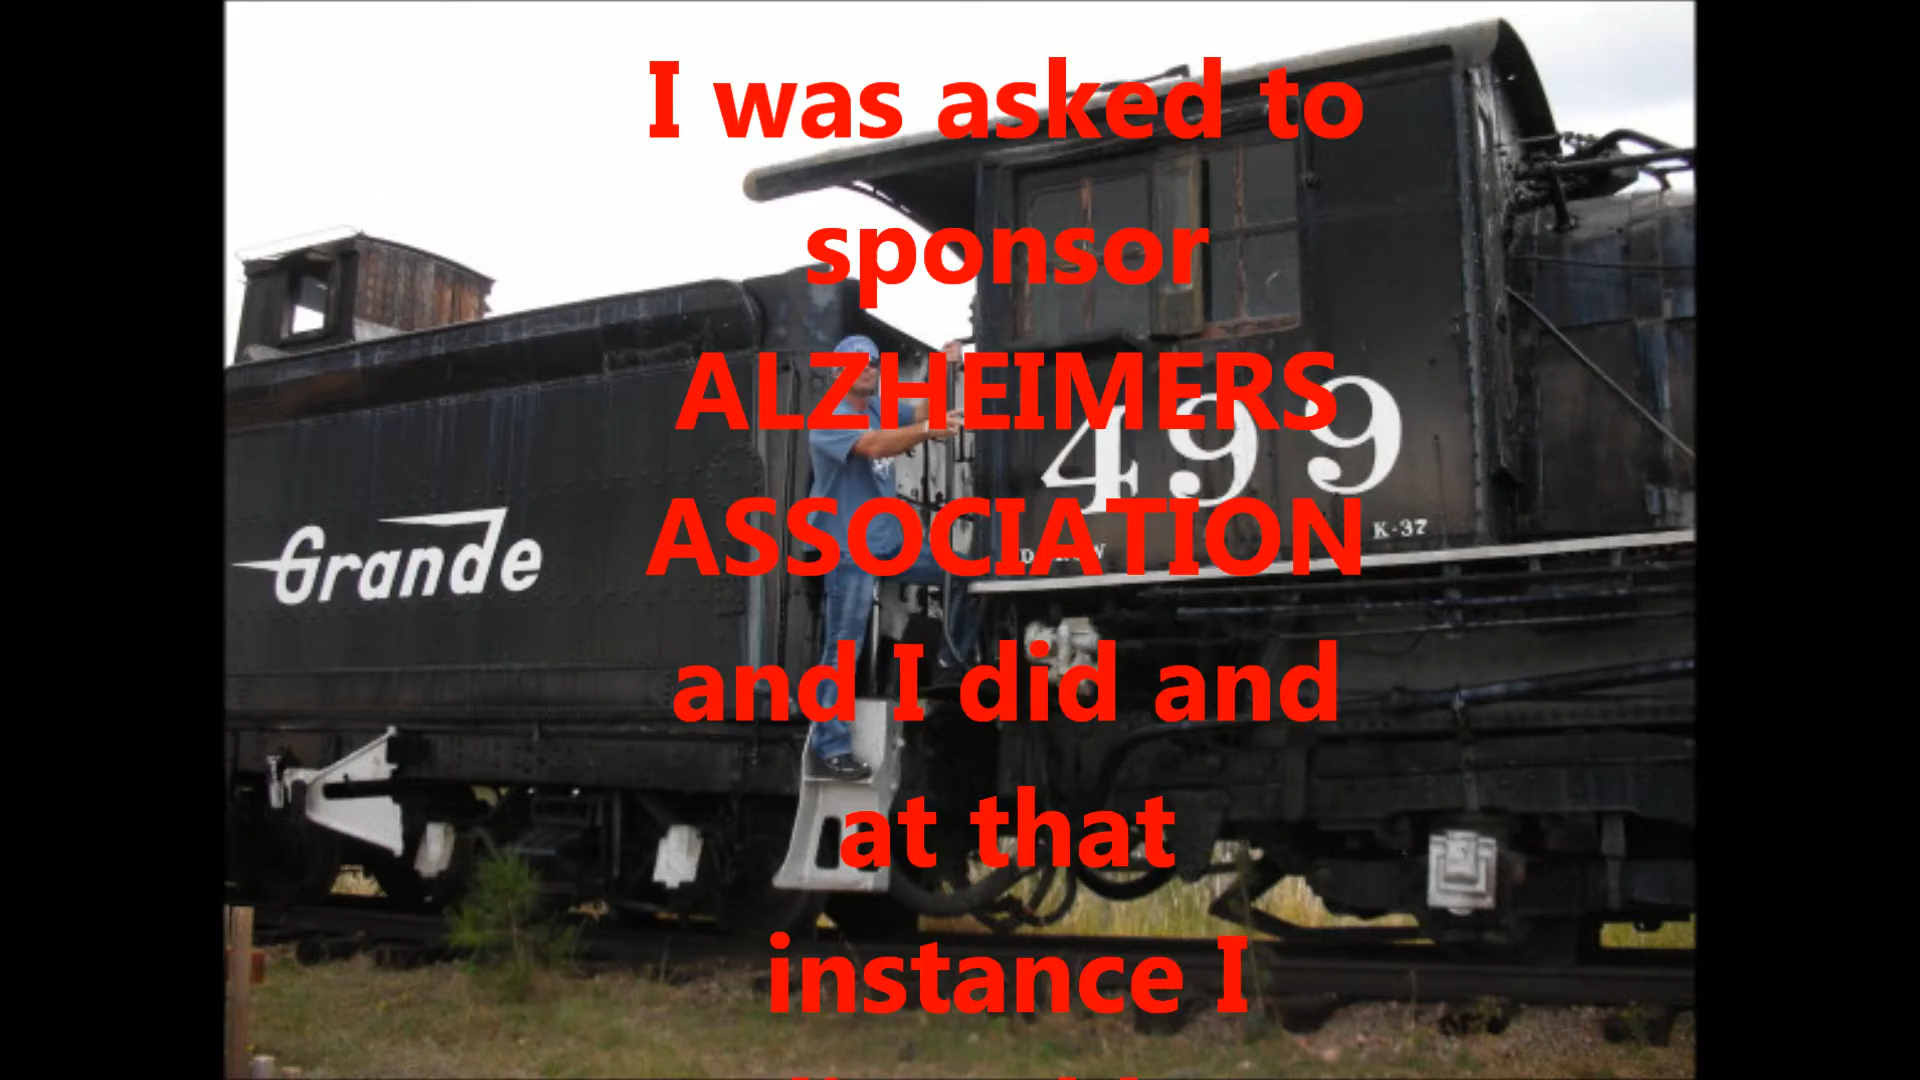 I was asked to
sponsor
ALZHEIMERS
ASSOCIATION
and I did and
at that
instance I
Grande
499
K-37